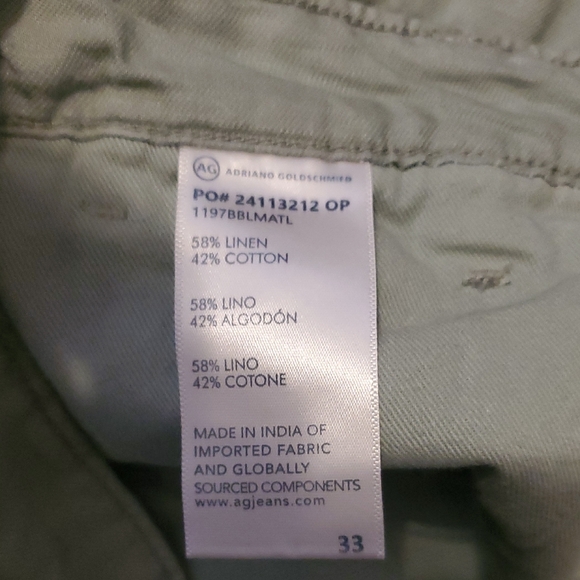 AG ADRIANO GOLDSCHMIED
PO# 24113212 OP
1197BBLMATL
58% LINEN
42% COTTON
58% LINO
42% ALGODÓN
58% LINO
42% COTONE
MADE IN INDIA OF
IMPORTED FABRIC
AND GLOBALLY
SOURCED COMPONENTS
www.agjeans.com
33